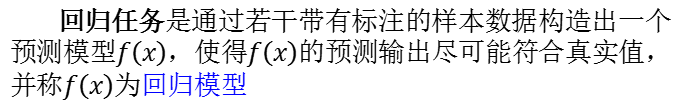 回归任务是通过若干带有标注的样本数据构造出一个
预测模型f(x)，使得f(x)的预测输出尽可能符合真实值，
并称f(x)为回归模型